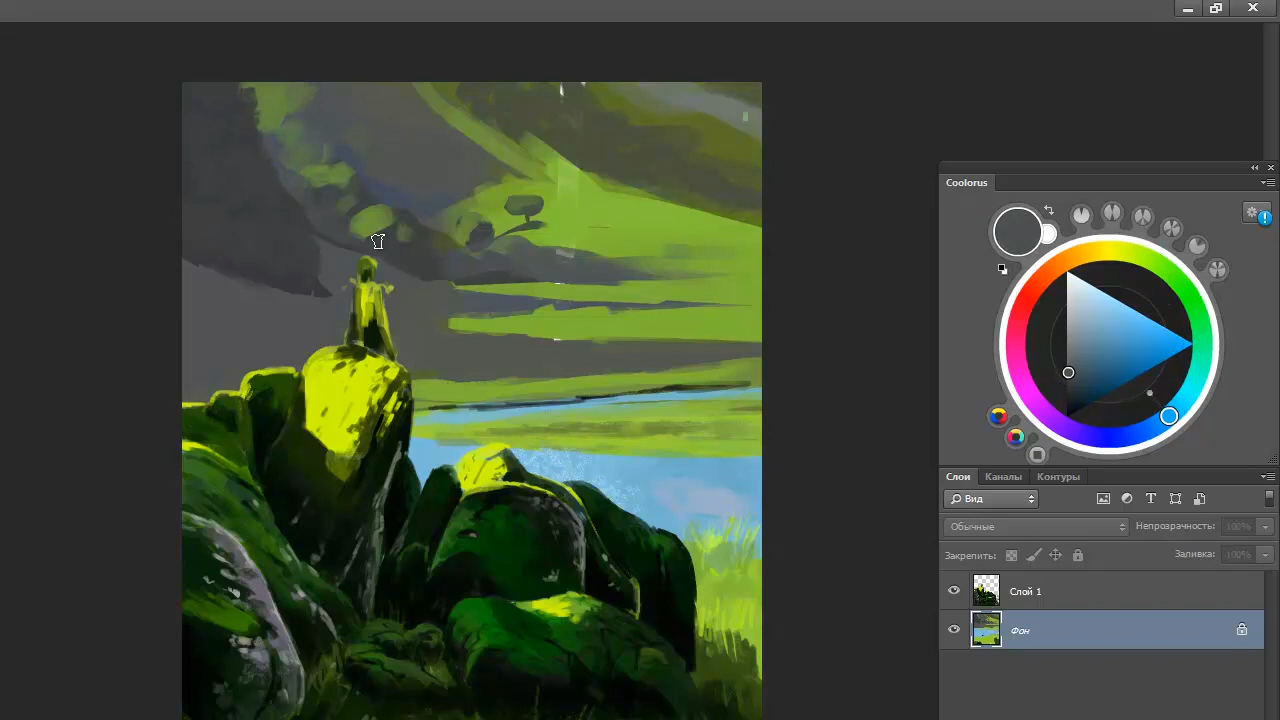 Coolorus
Слои Каналы Контуры
Вид
Обычные Непрозрачность: 100%
Закрепить: Заливка: 100%
Слой 1
Фон